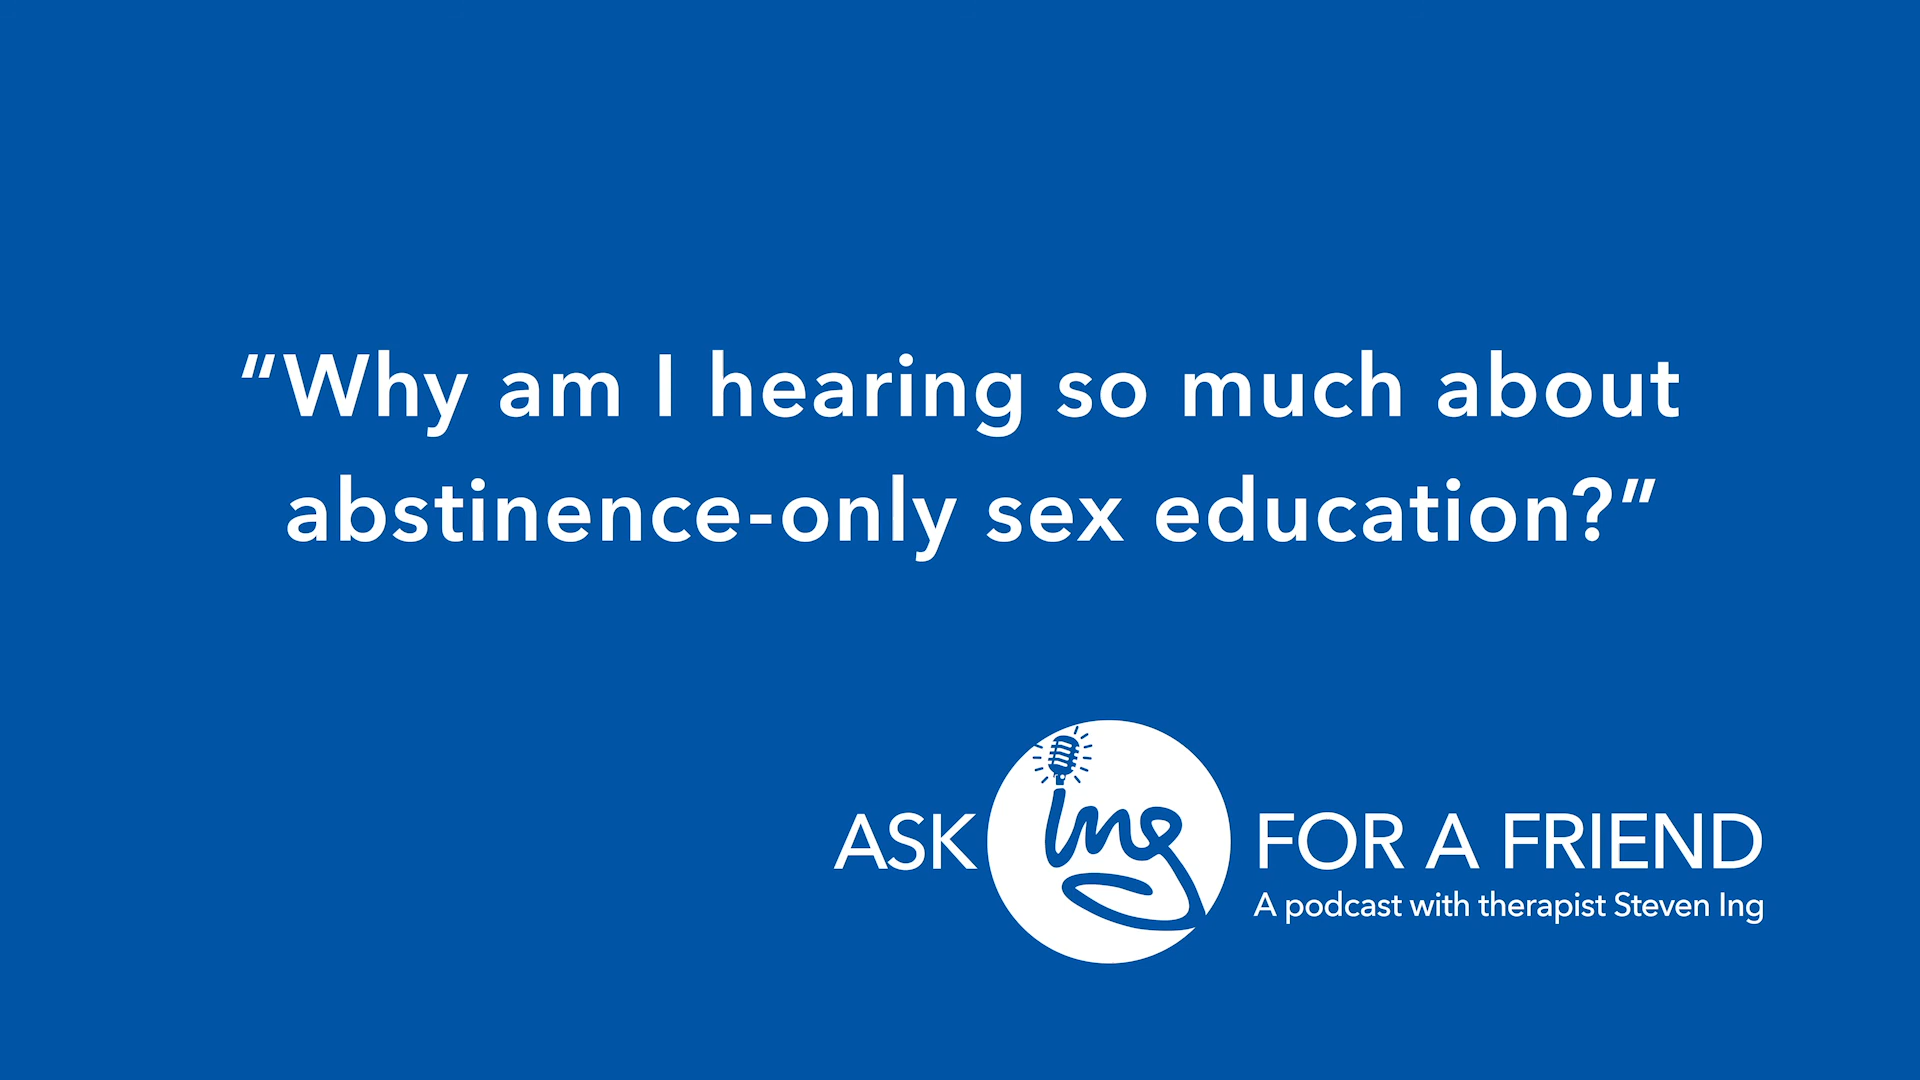 “Why am I hearing so much about
abstinence-only sex education?”
ASK ing FOR A FRIEND
A podcast with therapist Steven Ing